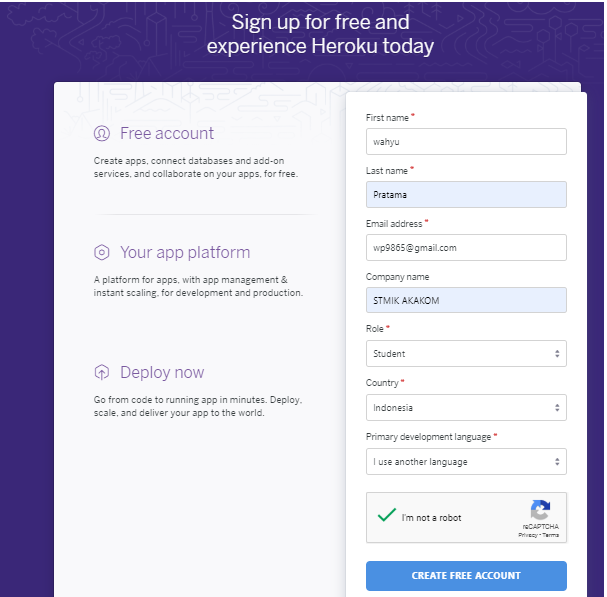 Sign up for free and
experience Heroku today
Free account
Create apps, connect databases and add-on
services, and collaborate on your apps, for free.
Your app platform
A platform for apps, with app management &
instant scaling, for development and production.
Deploy now
Go from code to running app in minutes. Deploy,
scale, and deliver your app to the world.
First name *
wahyu
Last name *
Pratama
Email address *
wp9865@gmail.com
Company name
STMIK AKAKOM
Role *
Student
Country *
Indonesia
Primary development language *
I use another language
I'm not a robot
reCAPTCHA
Privacy - Terms
CREATE FREE ACCOUNT